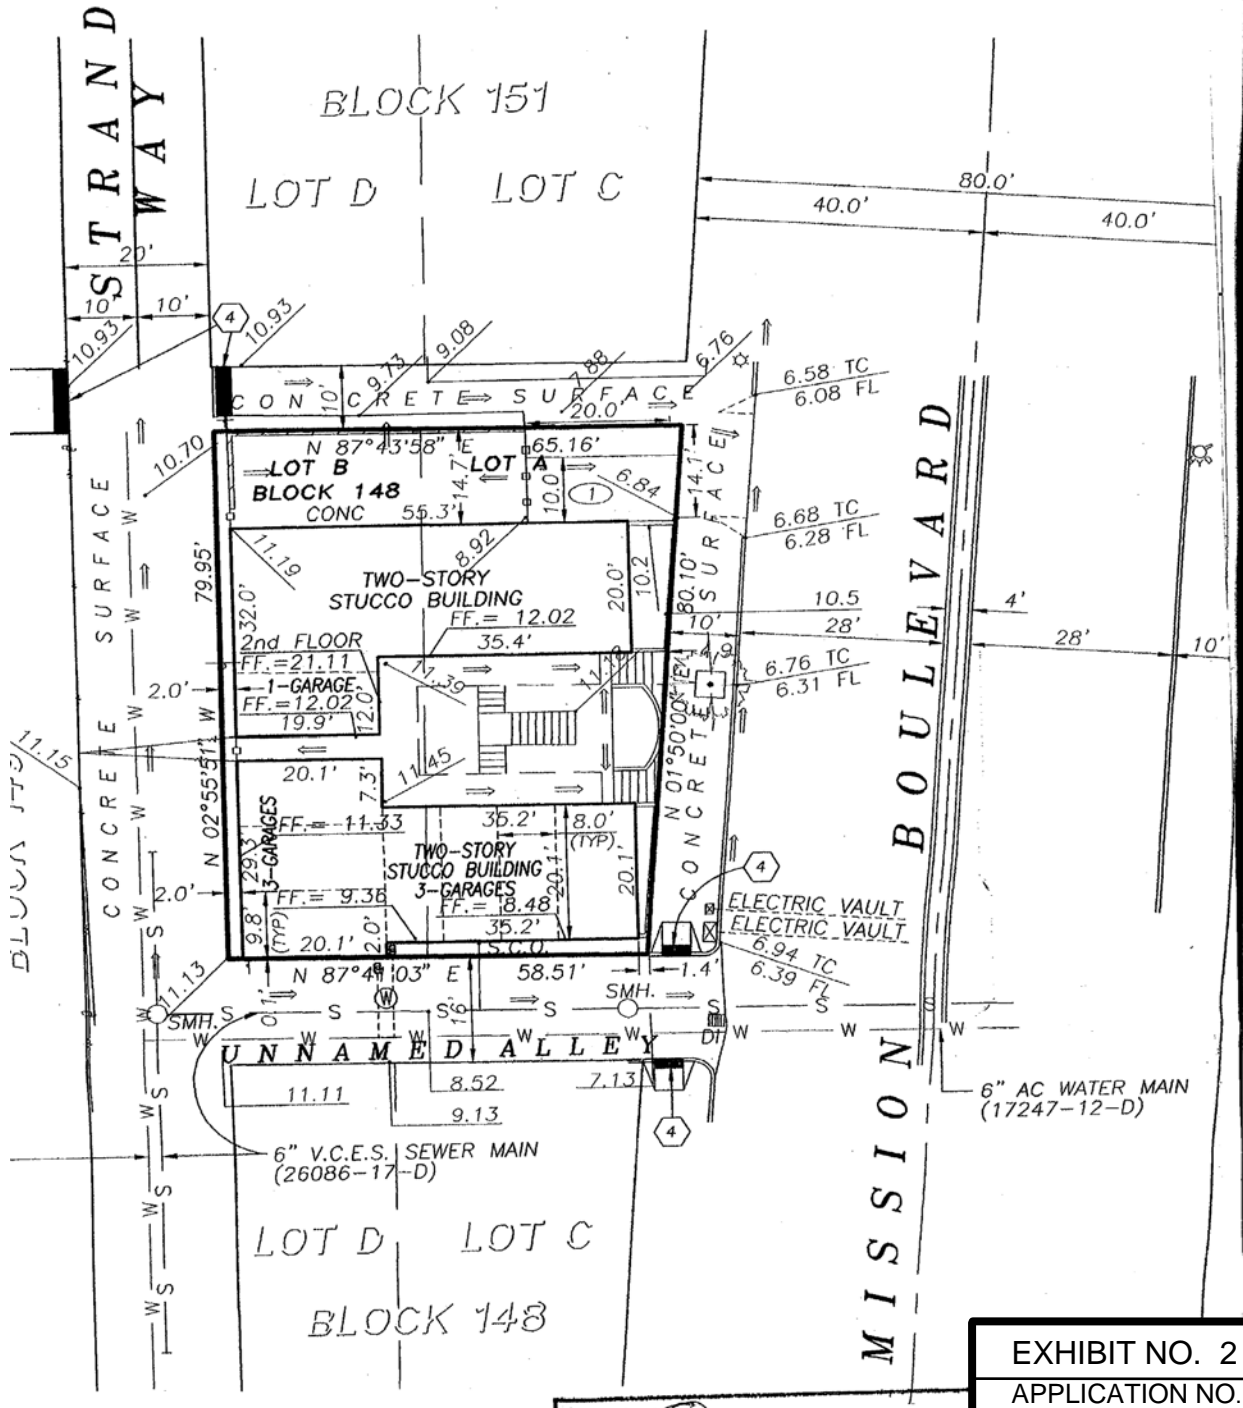 STRAND
WAY
BLOCK 151
LOT D
LOT C
80.0'
40.0'
40.0'
20'
10'
10'
4
10.93
10.93
9.08
9.73
7.88
6.76
6.58 TC
6.08 FL
CONCRETE SURFACE
10'
20.0'
N 87°43'58" E
65.16'
10.70
LOT B
LOT A
BLOCK 148
CONC
55.3'
14.7'
10.0'
1
6.84
14.1'
6.68 TC
6.28 FL
11.19
8.92
79.95'
32.0'
TWO-STORY
STUCCO BUILDING
20.0'
10.2
80.10'
10.5
4'
FF.= 12.02
35.4'
10'
28'
28'
10'
2nd FLOOR
FF.=21.11
1-GARAGE
FF.=12.02
19.9'
12.0'
11.39
4.9
6.76 TC
6.31 FL
2.0'
N 02°55'51" W
N 01°50'00" E
CONCRETE SURFACE
CONCRETE SURFACE
11.15
20.1'
7.3'
11.45
3-GARAGES
29.3'
FF.= 11.33
35.2'
8.0'
(TYP)
TWO-STORY
STUCCO BUILDING
3-GARAGES
20.1'
20.1'
4
2.0'
FF.= 9.36
FF.= 8.48
35.2'
9.8'
(TYP)
20.1'
2.0'
S.C.O.
ELECTRIC VAULT
ELECTRIC VAULT
6.94 TC
6.39 FL
N 87°41'03" E
58.51'
1.4'
11.13
0.1'
W
16'
SMH.
SMH.
S S S S S S
DI
W W W W W W W
UNNAMED ALLEY
11.11
8.52
7.13
9.13
4
6" AC WATER MAIN
(17247-12-D)
6" V.C.E.S. SEWER MAIN
(26086-17-D)
LOT D
LOT C
BLOCK 148
MISSION BOULEVARD
EXHIBIT NO. 2
APPLICATION NO.